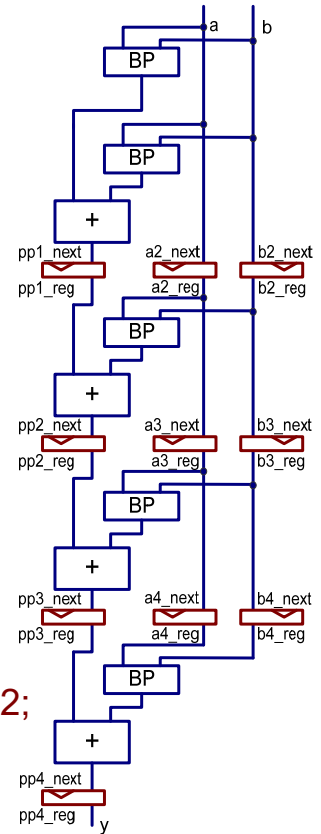 a b
BP
BP
+
pp1_next a2_next b2_next
pp1_reg a2_reg b2_reg
BP
+
pp2_next a3_next b3_next
pp2_reg a3_reg b3_reg
BP
+
pp3_next a4_next b4_next
pp3_reg a4_reg b4_reg
BP
2;
+
pp4_next
pp4_reg y